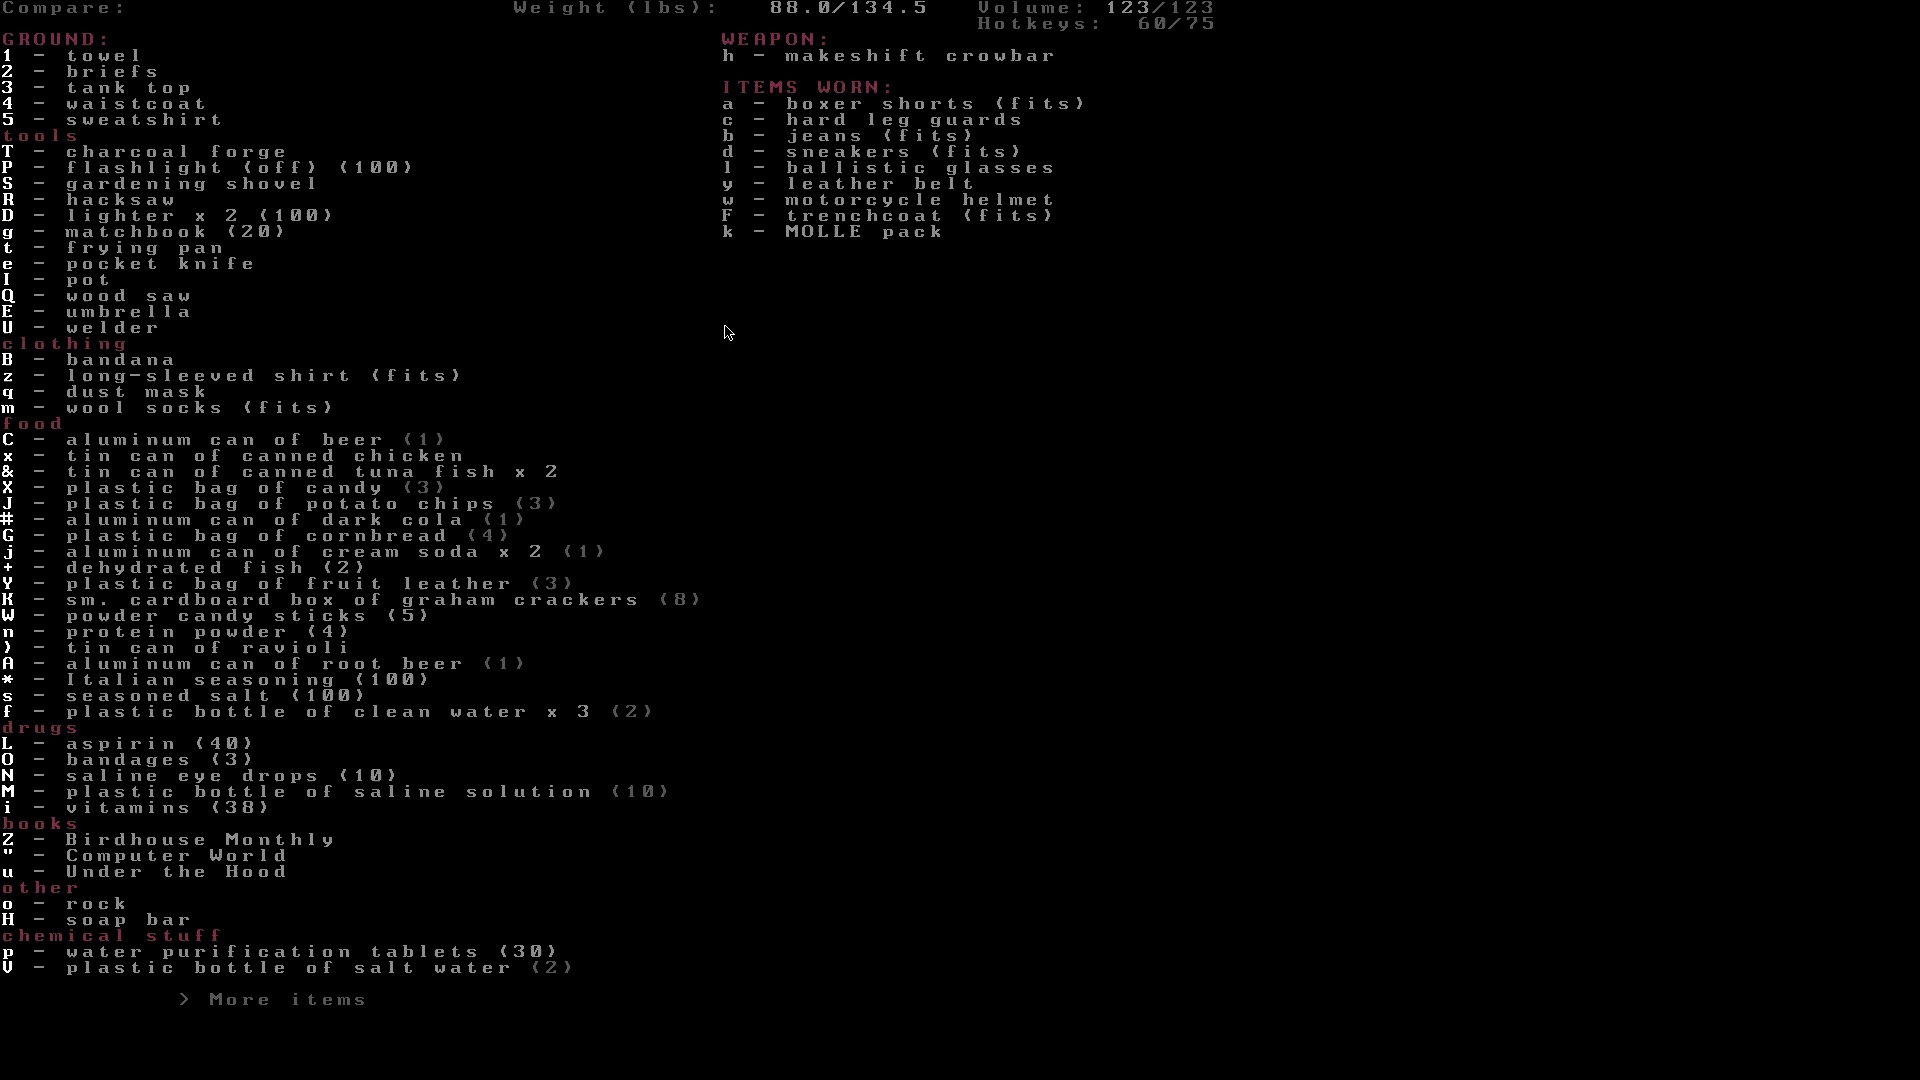 Compare: Weight (lbs): 88.0/134.5 Volume: 123/123
Hotkeys: 60/75
GROUND:
1 - towel
2 - briefs
3 - tank top
4 - waistcoat
5 - sweatshirt
tools
T - charcoal forge
P - flashlight (off) (100)
S - gardening shovel
R - hacksaw
D - lighter x 2 (100)
g - matchbook (20)
t - frying pan
e - pocket knife
I - pot
Q - wood saw
E - umbrella
U - welder
clothing
B - bandana
z - long-sleeved shirt (fits)
q - dust mask
m - wool socks (fits)
food
C - aluminum can of beer (1)
x - tin can of canned chicken
& - tin can of canned tuna fish x 2
X - plastic bag of candy (3)
J - plastic bag of potato chips (3)
# - aluminum can of dark cola (1)
G - plastic bag of cornbread (4)
j - aluminum can of cream soda x 2 (1)
+ - dehydrated fish (2)
Y - plastic bag of fruit leather (3)
K - sm. cardboard box of graham crackers (8)
W - powder candy sticks (5)
n - protein powder (4)
) - tin can of ravioli
A - aluminum can of root beer (1)
* - Italian seasoning (100)
s - seasoned salt (100)
f - plastic bottle of clean water x 3 (2)
drugs
L - aspirin (40)
O - bandages (3)
N - saline eye drops (10)
M - plastic bottle of saline solution (10)
i - vitamins (38)
books
Z - Birdhouse Monthly
" - Computer World
u - Under the Hood
other
o - rock
H - soap bar
chemical stuff
p - water purification tablets (30)
V - plastic bottle of salt water (2)
> More items
WEAPON:
h - makeshift crowbar
ITEMS WORN:
a - boxer shorts (fits)
c - hard leg guards
b - jeans (fits)
d - sneakers (fits)
l - ballistic glasses
y - leather belt
w - motorcycle helmet
F - trenchcoat (fits)
k - MOLLE pack